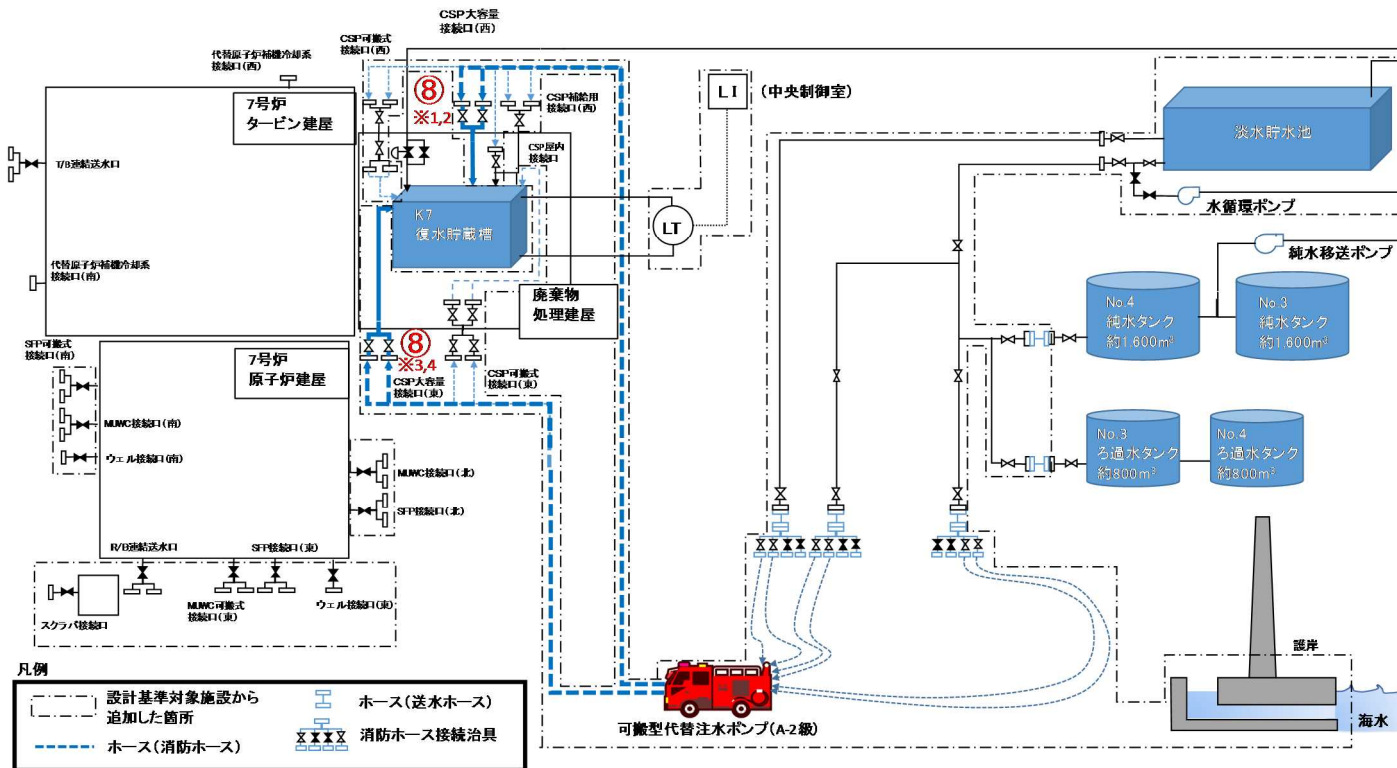 CSP大容量
接続口(西)
CSP可搬式
接続口(西)
代替原子炉補機冷却系
接続口(西)
7号炉
タービン建屋
⑧
※1,2
CSP補給用
接続口(西)
CSP屋内
接続口
LI
(中央制御室)
淡水貯水池
T/B連結送水口
K7
復水貯蔵槽
LT
水循環ポンプ
純水移送ポンプ
代替原子炉補機冷却系
接続口(南)
廃棄物
処理建屋
No.4
純水タンク
約1,600m³
No.3
純水タンク
約1,600m³
SFP可搬式
接続口(南)
7号炉
原子炉建屋
⑧
※3,4
CSP大容量
接続口(東)
CSP可搬式
接続口(東)
MUWC接続口(南)
ウェル接続口(南)
No.3
ろ過水タンク
約800m³
No.4
ろ過水タンク
約800m³
MUWC接続口(北)
SFP接続口(北)
R/B連結送水口
SFP接続口(東)
スクラバ接続口
MUWC可搬式
接続口(東)
ウェル接続口(東)
護岸
海水
可搬型代替注水ポンプ(A-2級)
凡例
設計基準対象施設から
追加した箇所
ホース(送水ホース)
ホース(消防ホース)
消防ホース接続治具